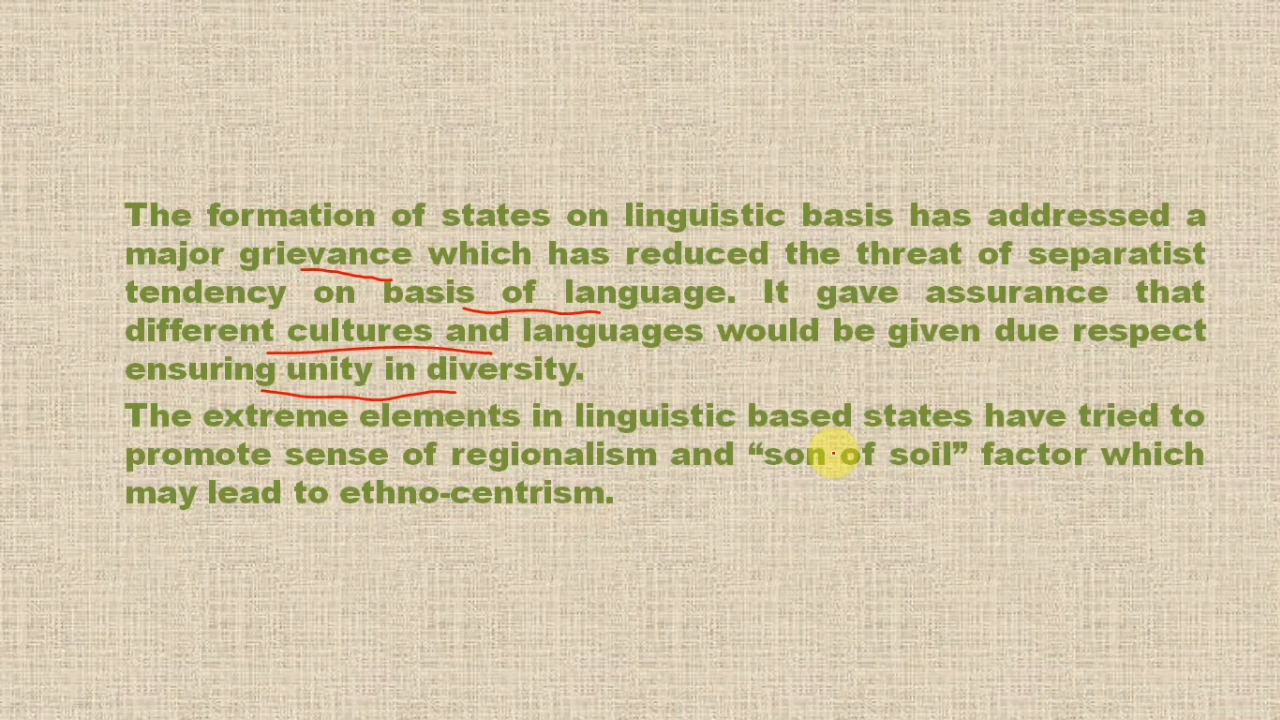 The formation of states on linguistic basis has addressed a
major grievance which has reduced the threat of separatist
tendency on basis of language. It gave assurance that
different cultures and languages would be given due respect
ensuring unity in diversity.
The extreme elements in linguistic based states have tried to
promote sense of regionalism and “son of soil” factor which
may lead to ethno-centrism.